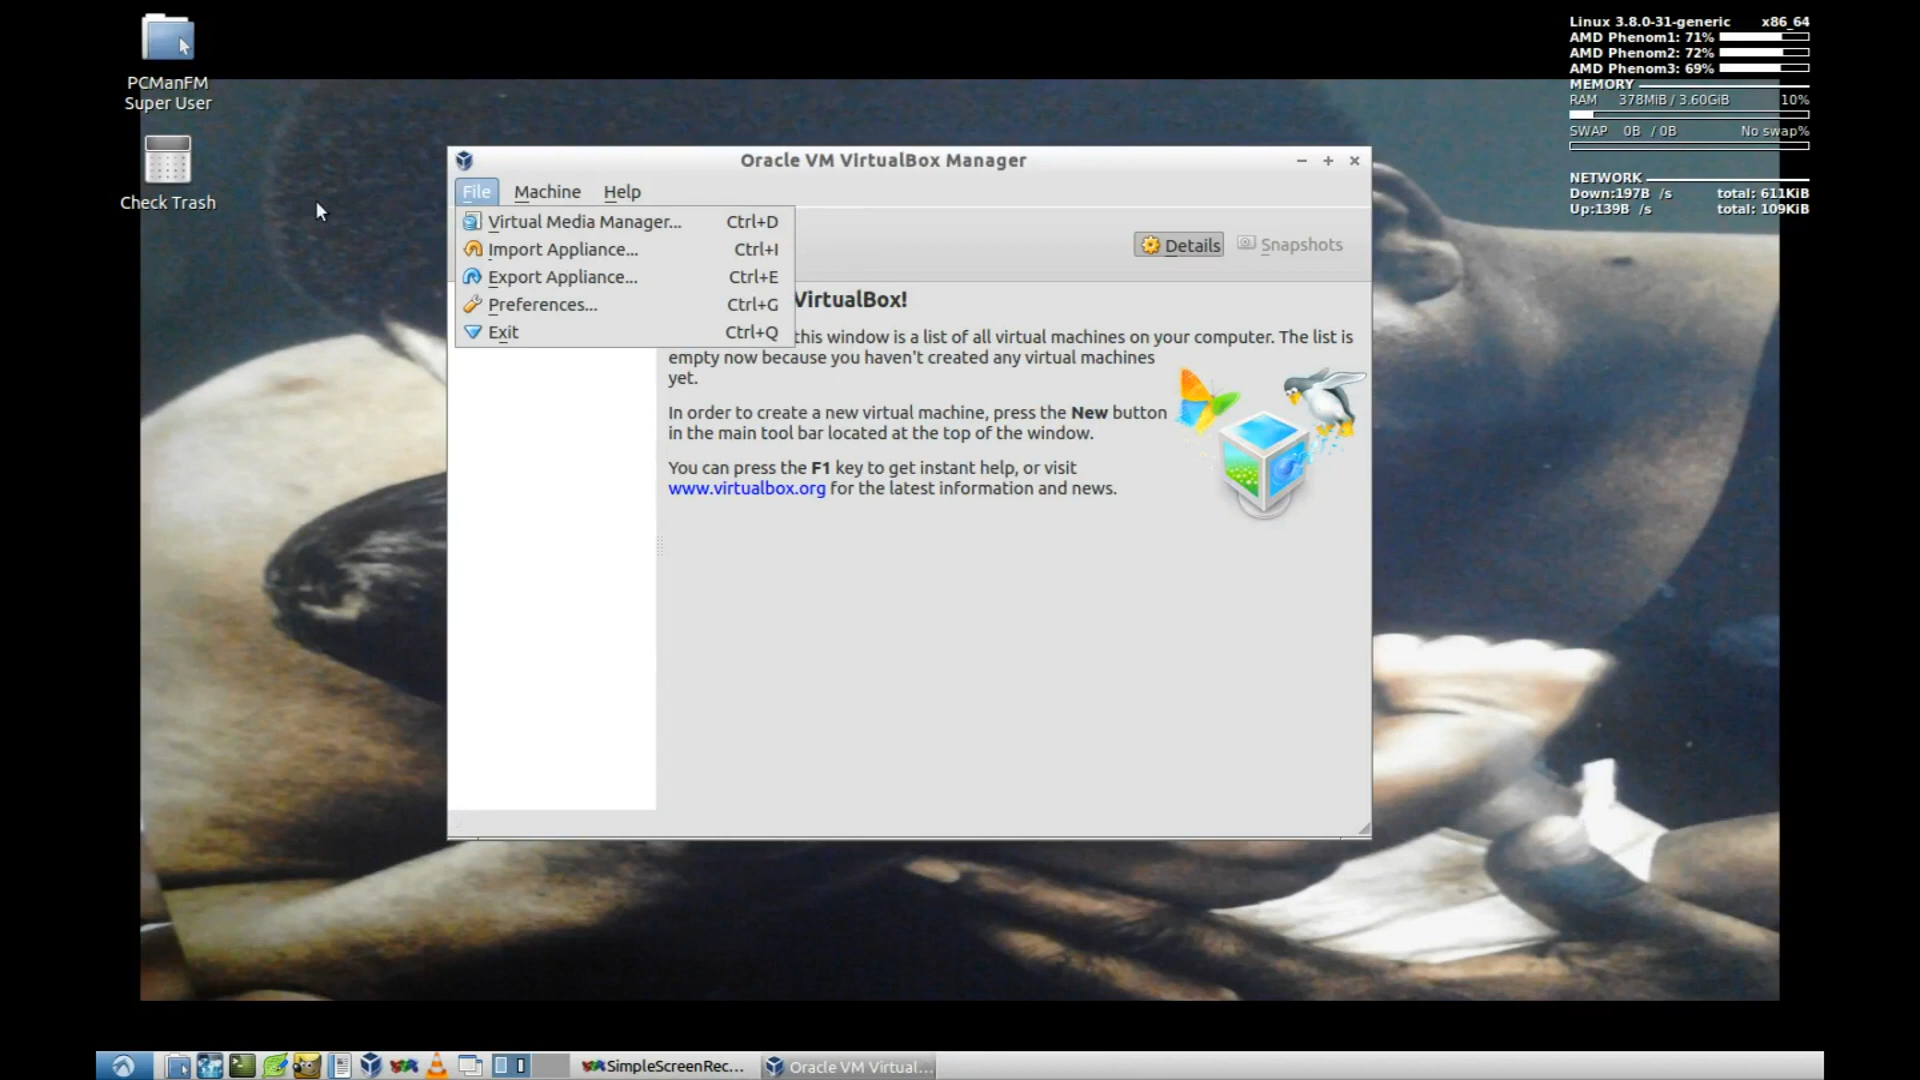 PCManFM
Super User
Check Trash
Linux 3.8.0-31-generic x86_64
AMD Phenom1: 71%
AMD Phenom2: 72%
AMD Phenom3: 69%
MEMORY
RAM 378MiB / 3.60GiB 10%
SWAP 0B / 0B No swap%
NETWORK
Down:197B /s total: 611KiB
Up:139B /s total: 109KiB
Oracle VM VirtualBox Manager
File Machine Help
Virtual Media Manager... Ctrl+D
Import Appliance... Ctrl+I
Export Appliance... Ctrl+E
Preferences... Ctrl+G
Exit Ctrl+Q
Details Snapshots
VirtualBox!
this window is a list of all virtual machines on your computer. The list is
empty now because you haven't created any virtual machines
yet.
In order to create a new virtual machine, press the New button
in the main tool bar located at the top of the window.
You can press the F1 key to get instant help, or visit
www.virtualbox.org for the latest information and news.
SimpleScreenRec... Oracle VM Virtual...